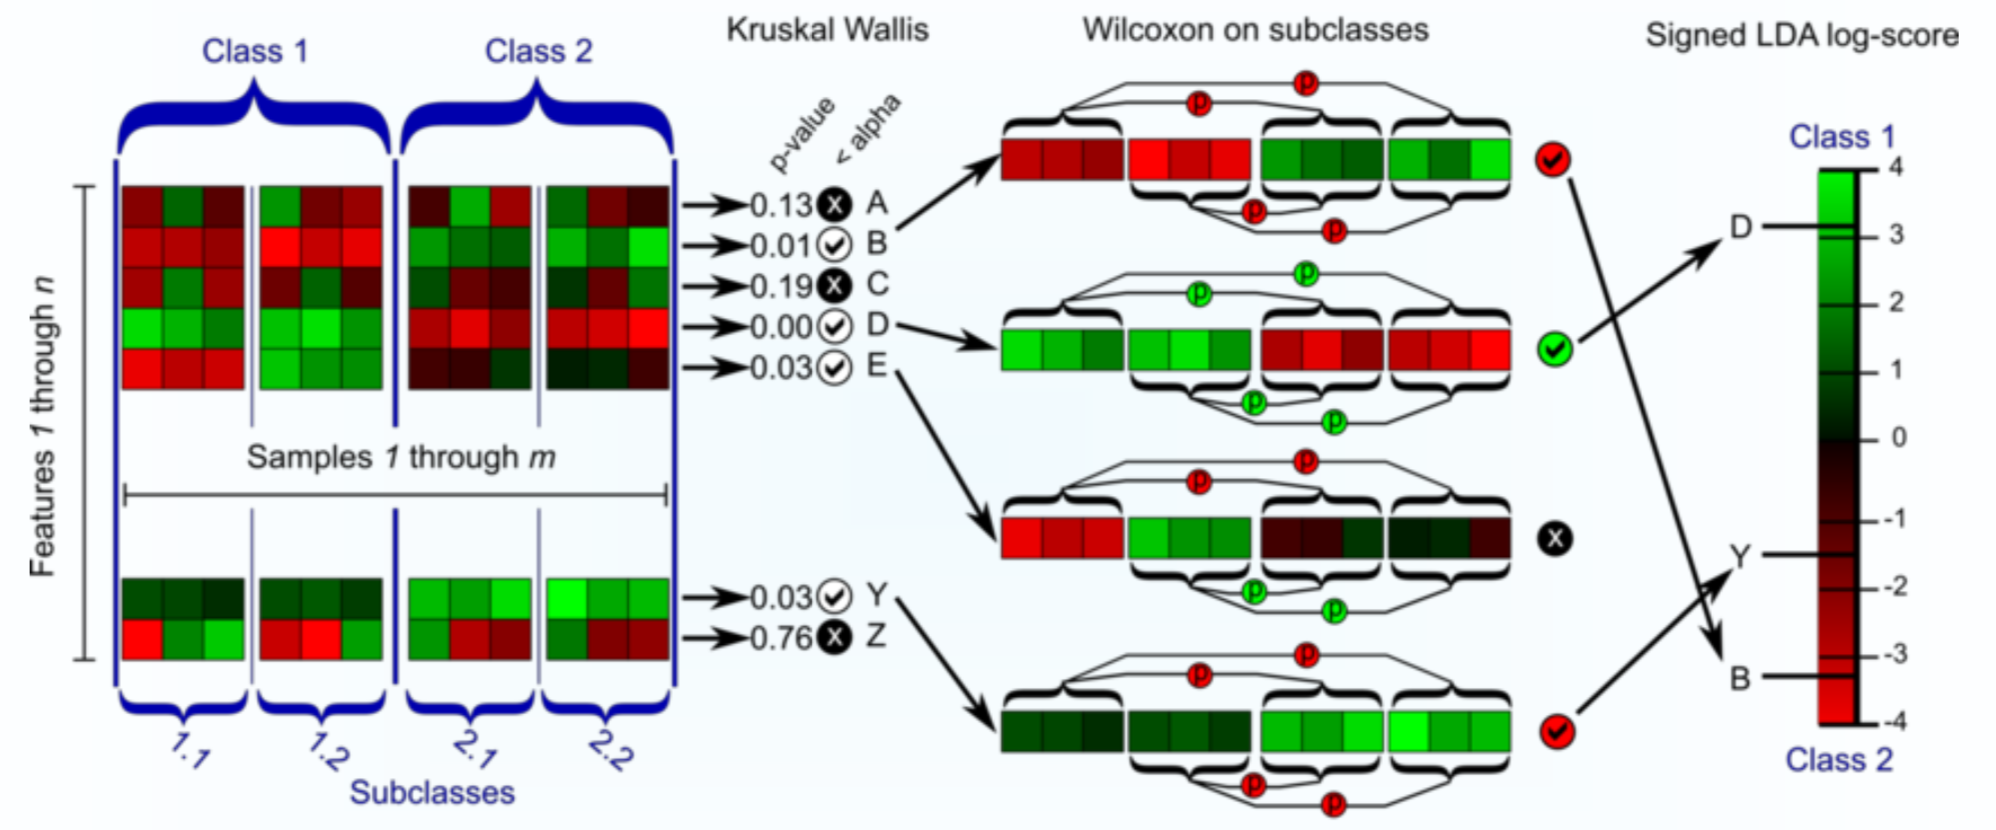 Kruskal Wallis
Wilcoxon on subclasses
Signed LDA log-score
Class 1
Class 2
p-value
< alpha
Features 1 through n
Samples 1 through m
0.13 x A
0.01 B
0.19 x C
0.00 D
0.03 E
0.03 Y
0.76 x Z
1.1
1.2
2.1
2.2
Subclasses
p
p
p
p
p
p
p
p
p
p
p
p
x
p
p
p
p
Class 1
4
D
3
2
1
0
-1
Y
-2
-3
B
-4
Class 2